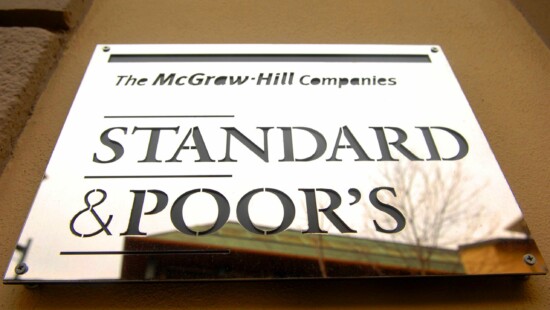 The McGraw-Hill Companies
STANDARD
&POOR'S